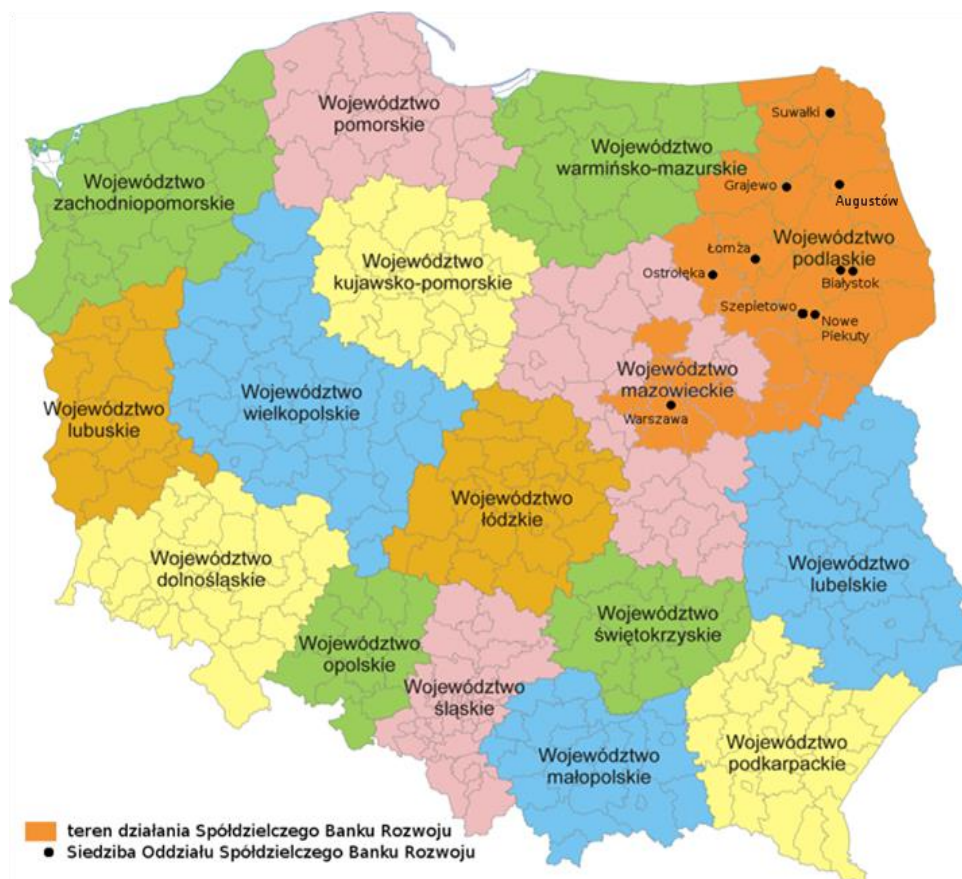 Województwo
pomorskie
Suwałki
Województwo
warmińsko-mazurskie
Województwo
zachodniopomorskie
Grajewo
Augustów
Województwo
kujawsko-pomorskie
Łomża
Województwo
podlaskie
Ostrołęka
Białystok
Szepietowo
Nowe
Piekuty
Województwo
mazowieckie
Warszawa
Województwo
wielkopolskie
Województwo
lubuskie
Województwo
łódzkie
Województwo
dolnośląskie
Województwo
lubelskie
Województwo
świętokrzyskie
Województwo
opolskie
Województwo
śląskie
Województwo
małopolskie
Województwo
podkarpackie
teren działania Spółdzielczego Banku Rozwoju
Siedziba Oddziału Spółdzielczego Banku Rozwoju